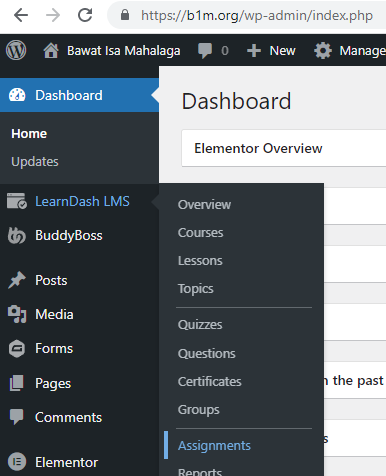 https://b1m.org/wp-admin/index.php
Bawat Isa Mahalaga 0 + New Manage
Dashboard
Home
Updates
LearnDash LMS
BuddyBoss
Posts
Media
Forms
Pages
Comments
Elementor
Dashboard
Elementor Overview
Overview
Courses
Lessons
Topics
Quizzes
Questions
Certificates
Groups
Assignments
Reports
the past
s